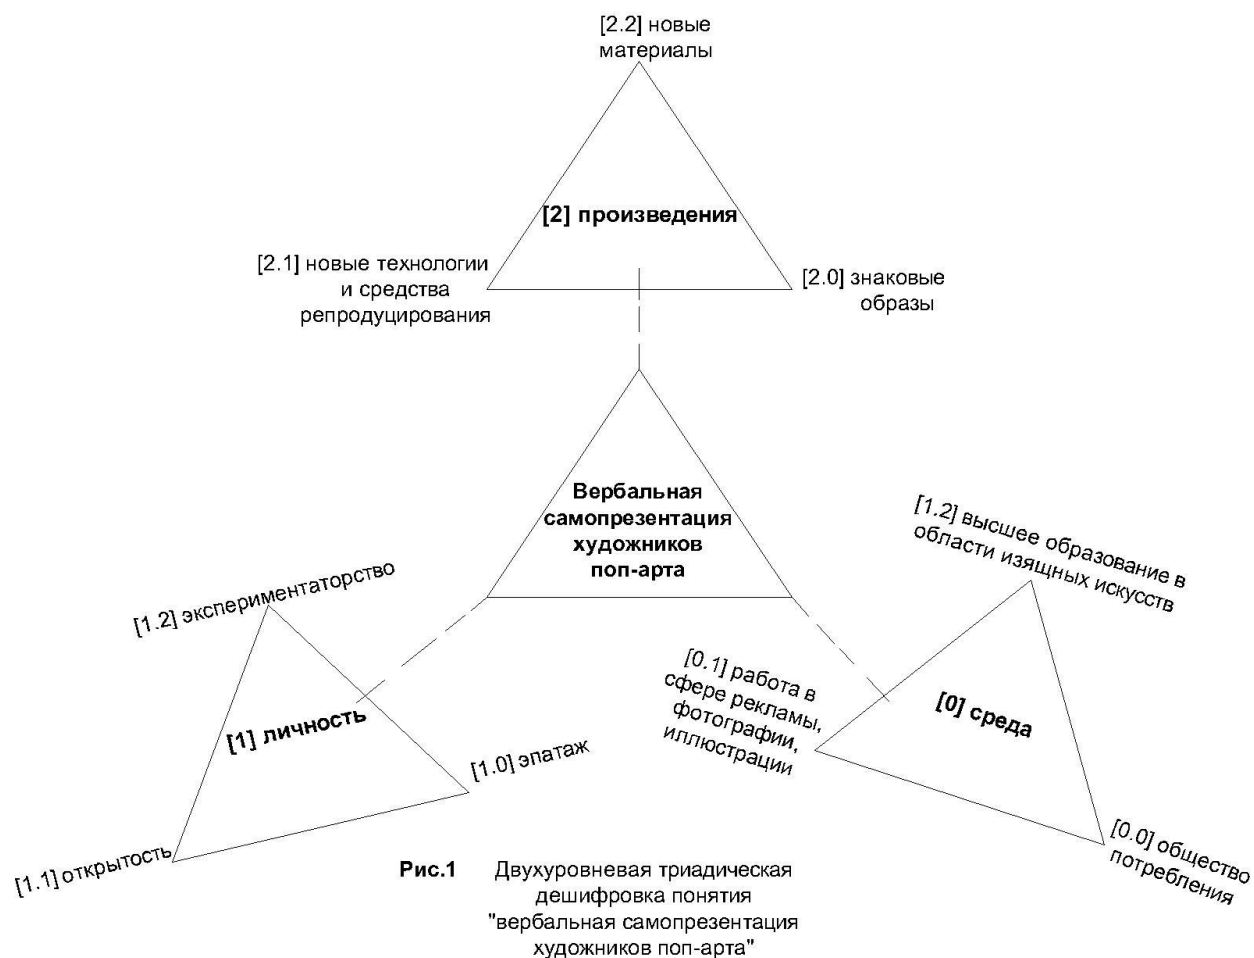 [2.2] новые
материалы
[2] произведения
[2.1] новые технологии
и средства
репродуцирования
[2.0] знаковые
образы
Вербальная
самопрезентация
художников
поп-арта
[1.2] экспериментаторство
[1] личность
[1.0] эпатаж
[1.1] открытость
[1.2] высшее образование в
области изящных искусств
[0.1] работа в
сфере рекламы,
фотографии,
иллюстрации
[0] среда
[0.0] общество
потребления
Рис.1 Двухуровневая триадическая
дешифровка понятия
"вербальная самопрезентация
художников поп-арта"